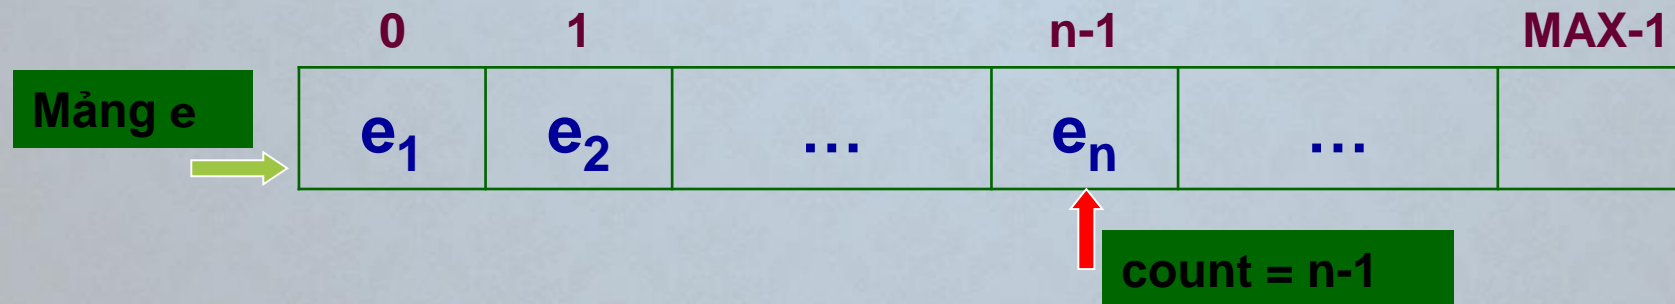 0 1 n-1 MAX-1
Mảng e
e₁ e₂ … eₙ …
count = n-1